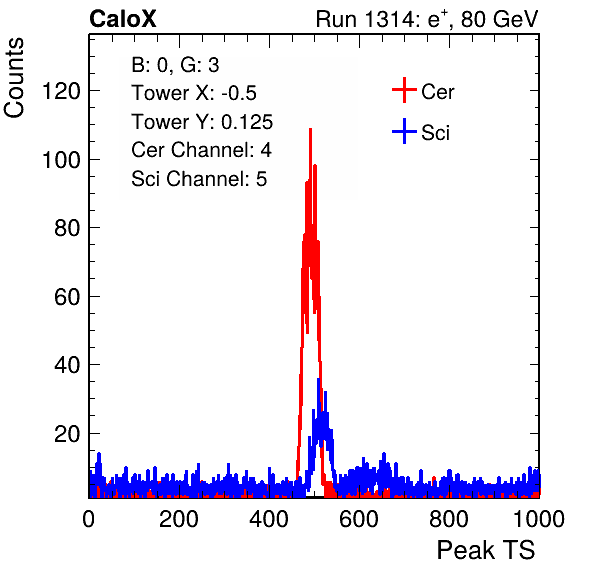 CaloX Run 1314: e⁺, 80 GeV
Counts
B: 0, G: 3
Tower X: -0.5
Tower Y: 0.125
Cer Channel: 4
Sci Channel: 5
Cer
Sci
120
100
80
60
40
20
0 200 400 600 800 1000
Peak TS